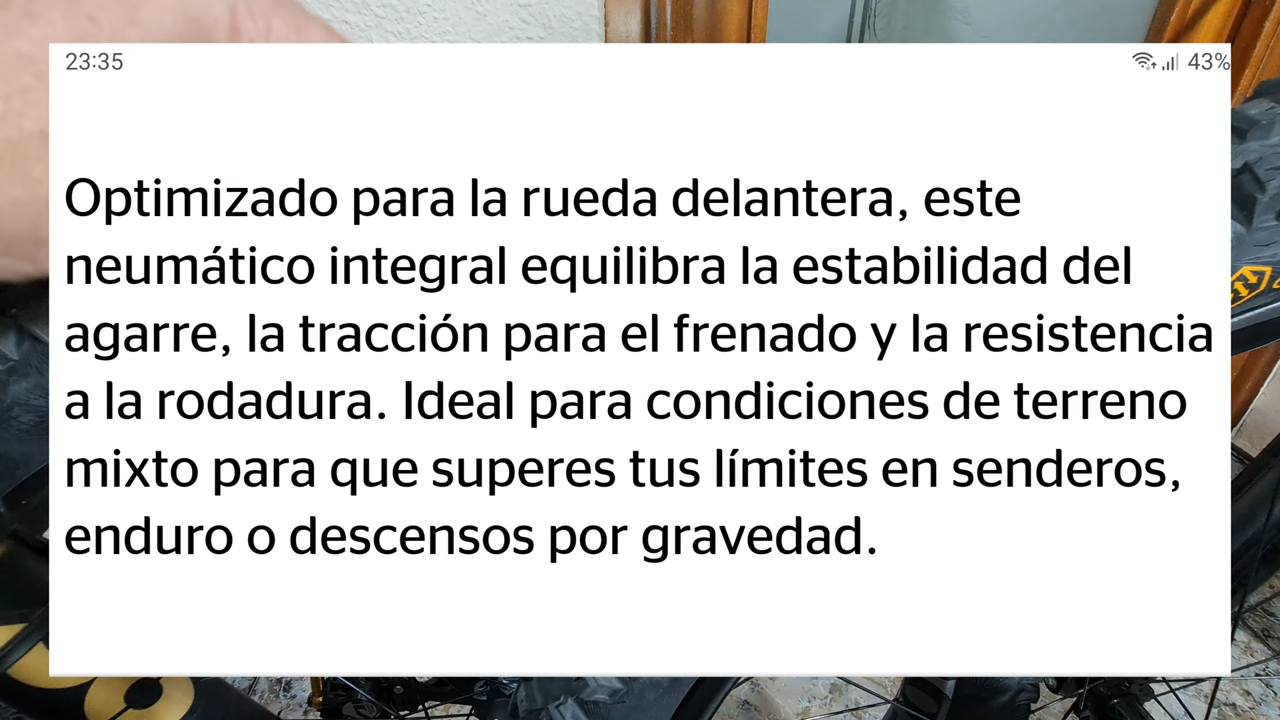 23:35
43%
Optimizado para la rueda delantera, este
neumático integral equilibra la estabilidad del
agarre, la tracción para el frenado y la resistencia
a la rodadura. Ideal para condiciones de terreno
mixto para que superes tus límites en senderos,
enduro o descensos por gravedad.